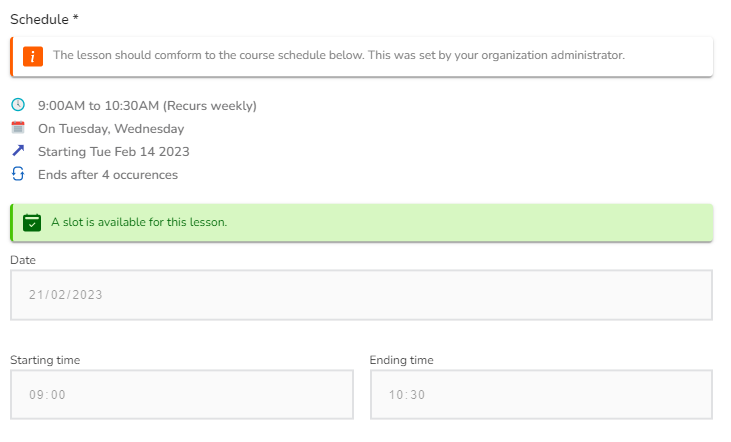 Schedule *
The lesson should comform to the course schedule below. This was set by your organization administrator.
9:00AM to 10:30AM (Recurs weekly)
On Tuesday, Wednesday
Starting Tue Feb 14 2023
Ends after 4 occurences
A slot is available for this lesson.
Date
21/02/2023
Starting time
Ending time
09:00
10:30